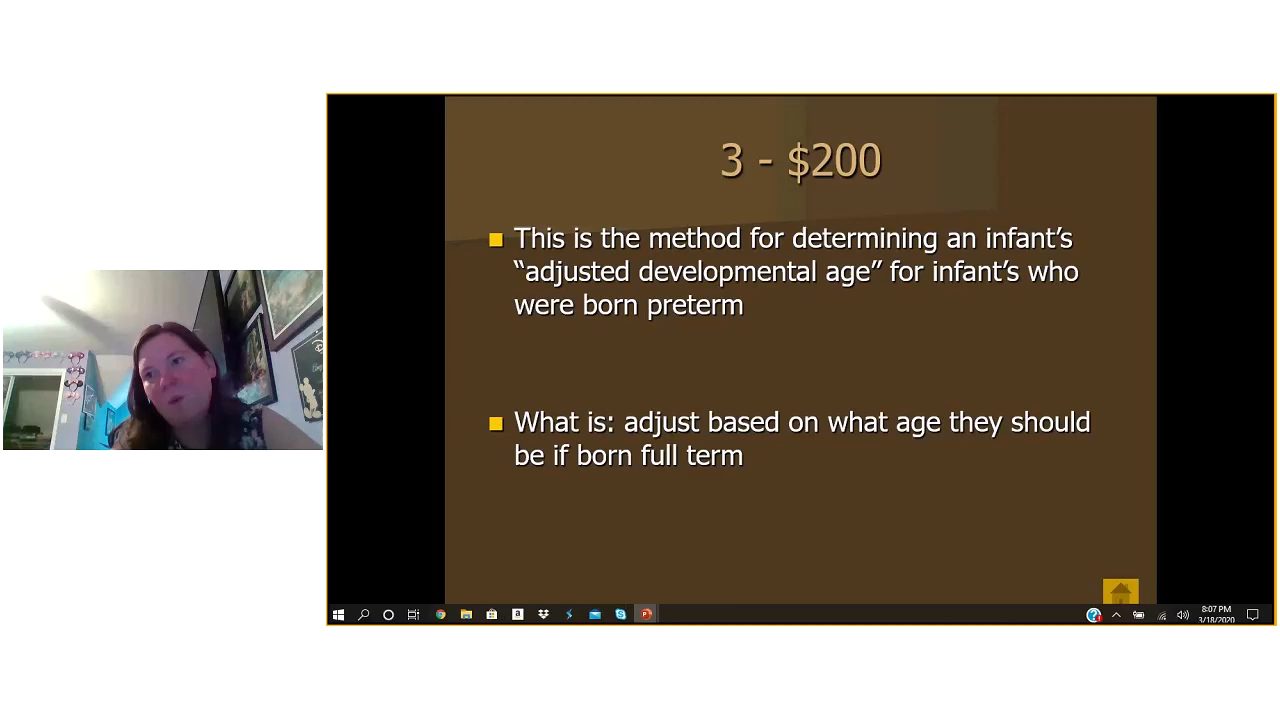 3 - $200
This is the method for determining an infant’s
“adjusted developmental age” for infant’s who
were born preterm
What is: adjust based on what age they should
be if born full term
8:07 PM
3/18/2020